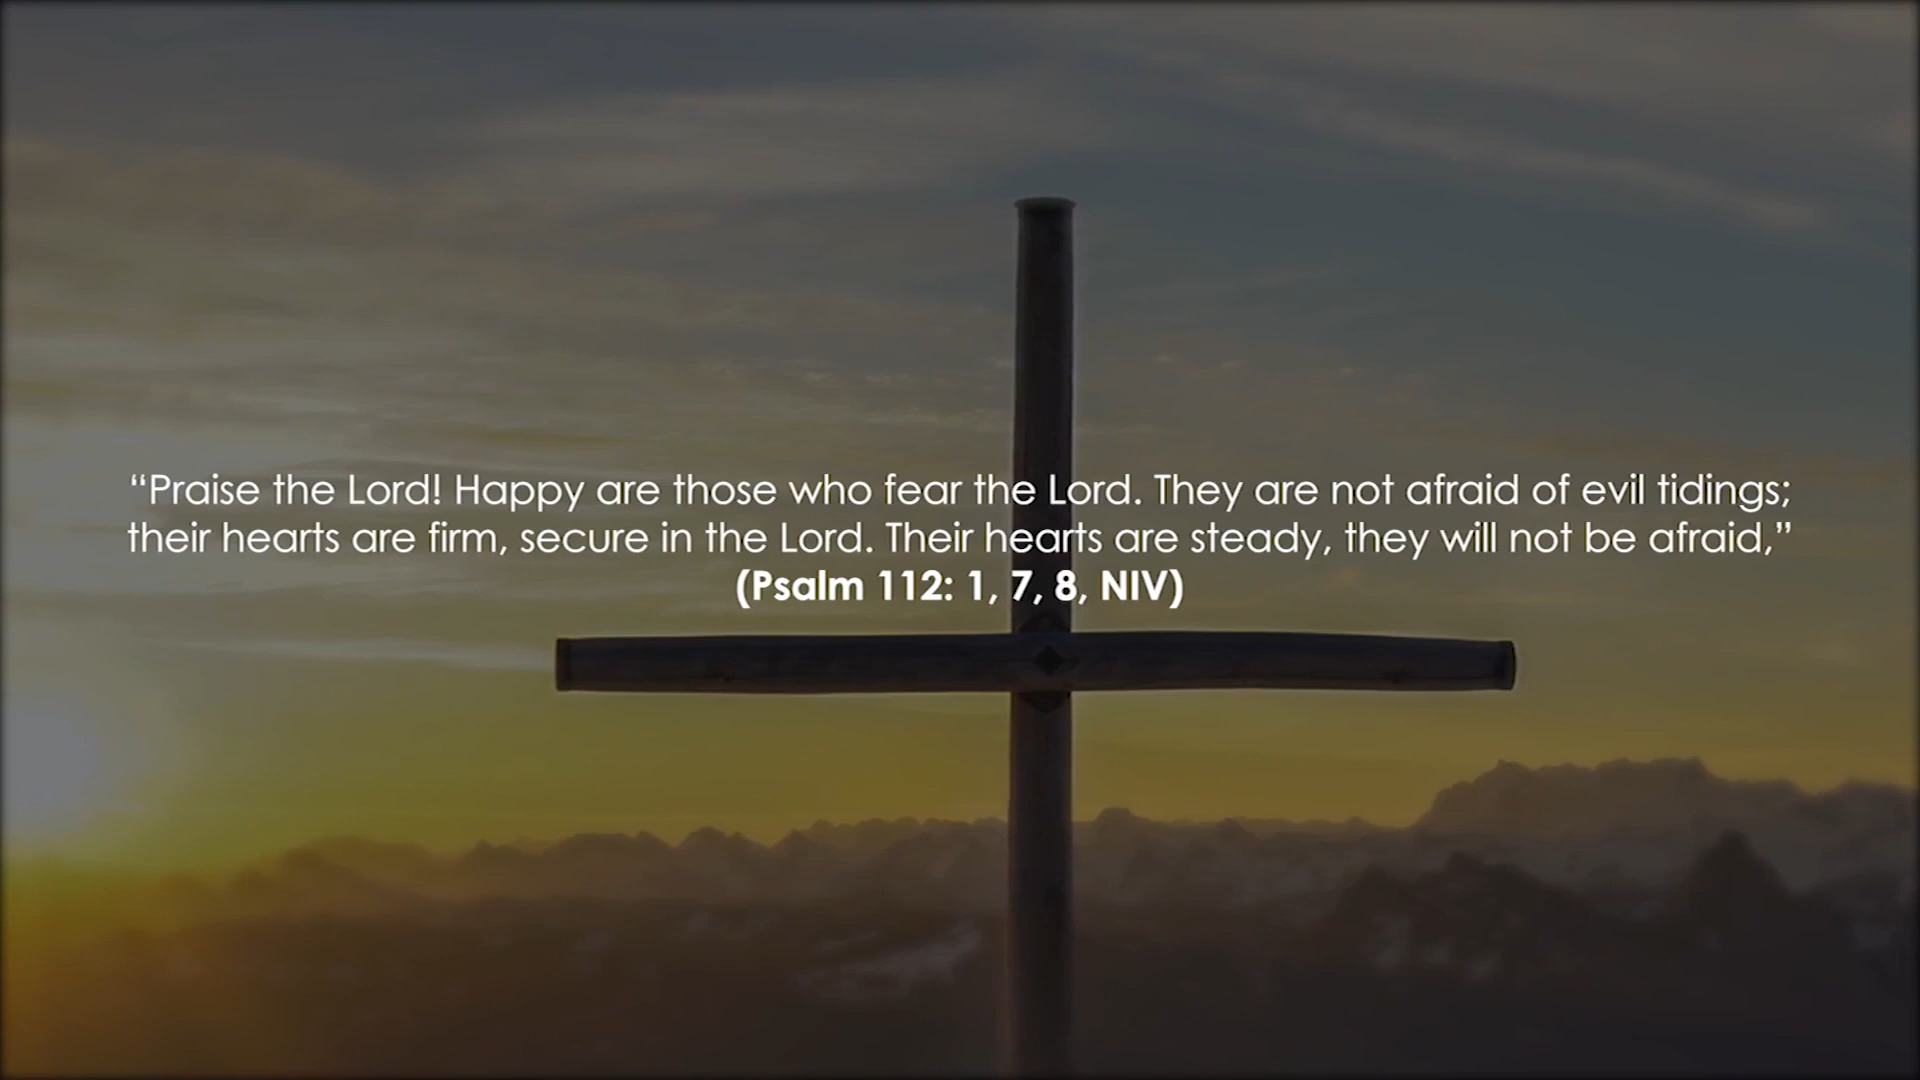 “Praise the Lord! Happy are those who fear the Lord. They are not afraid of evil tidings;
their hearts are firm, secure in the Lord. Their hearts are steady, they will not be afraid,”
(Psalm 112: 1, 7, 8, NIV)